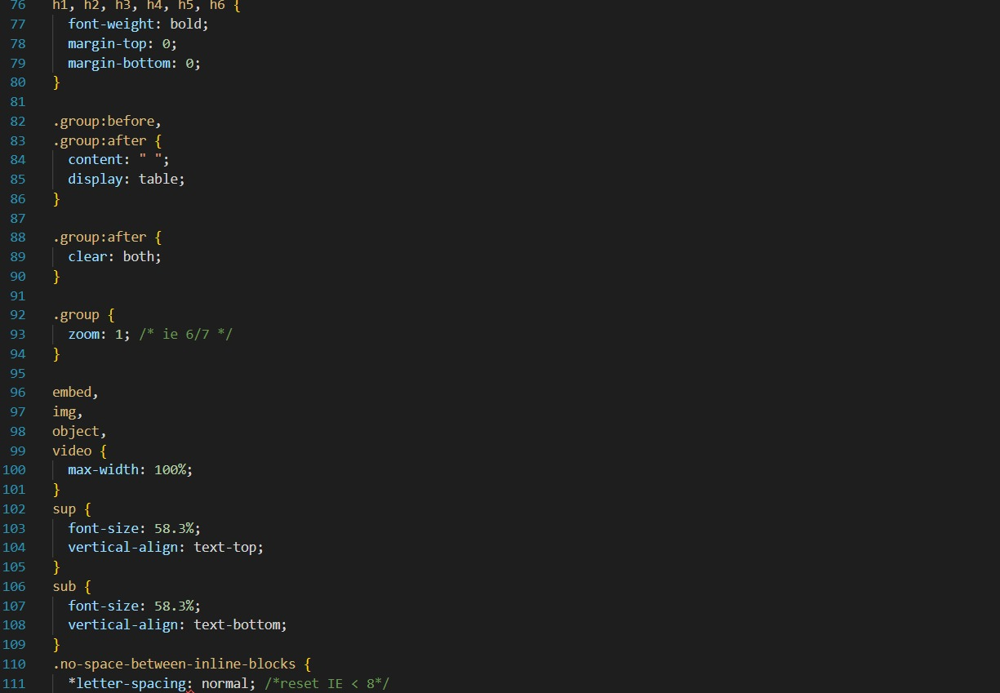 76 h1, h2, h3, h4, h5, h6 {
77 font-weight: bold;
78 margin-top: 0;
79 margin-bottom: 0;
80 }
81
82 .group:before,
83 .group:after {
84 content: " ";
85 display: table;
86 }
87
88 .group:after {
89 clear: both;
90 }
91
92 .group {
93 zoom: 1; /* ie 6/7 */
94 }
95
96 embed,
97 img,
98 object,
99 video {
100 max-width: 100%;
101 }
102 sup {
103 font-size: 58.3%;
104 vertical-align: text-top;
105 }
106 sub {
107 font-size: 58.3%;
108 vertical-align: text-bottom;
109 }
110 .no-space-between-inline-blocks {
111 *letter-spacing: normal; /*reset IE < 8*/